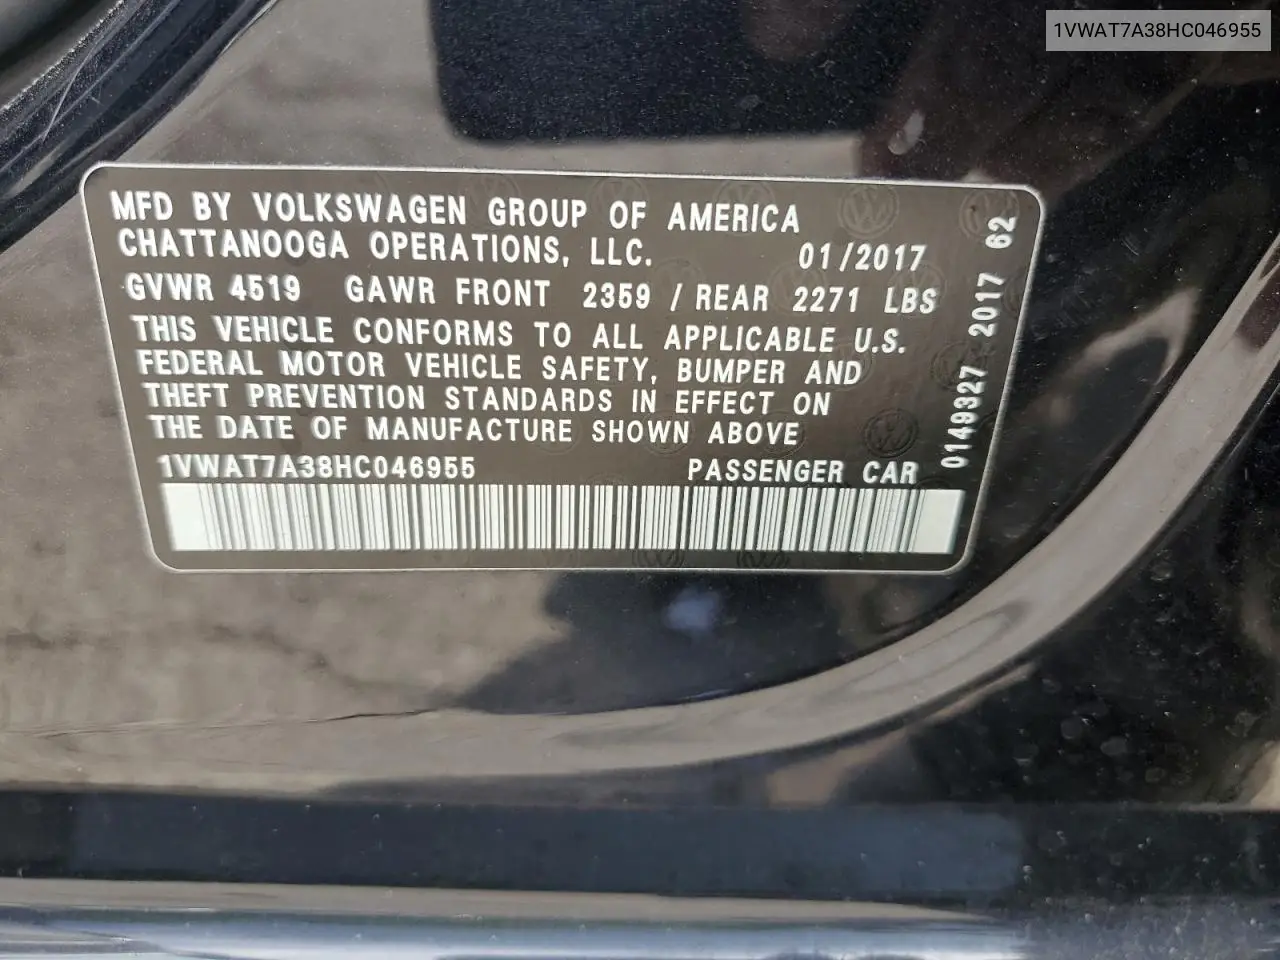 1VWAT7A38HC046955
MFD BY VOLKSWAGEN GROUP OF AMERICA
CHATTANOOGA OPERATIONS, LLC. 01/2017
GVWR 4519 GAWR FRONT 2359 / REAR 2271 LBS
THIS VEHICLE CONFORMS TO ALL APPLICABLE U.S.
FEDERAL MOTOR VEHICLE SAFETY, BUMPER AND
THEFT PREVENTION STANDARDS IN EFFECT ON
THE DATE OF MANUFACTURE SHOWN ABOVE
1VWAT7A38HC046955 PASSENGER CAR
0149327 2017 62